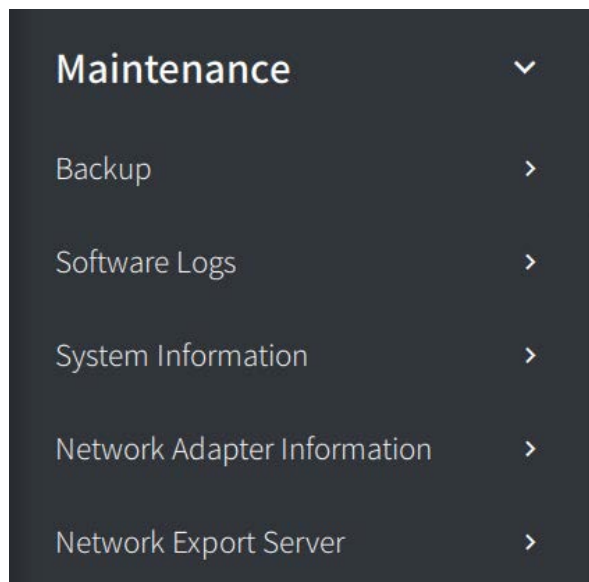 Maintenance
Backup
Software Logs
System Information
Network Adapter Information
Network Export Server